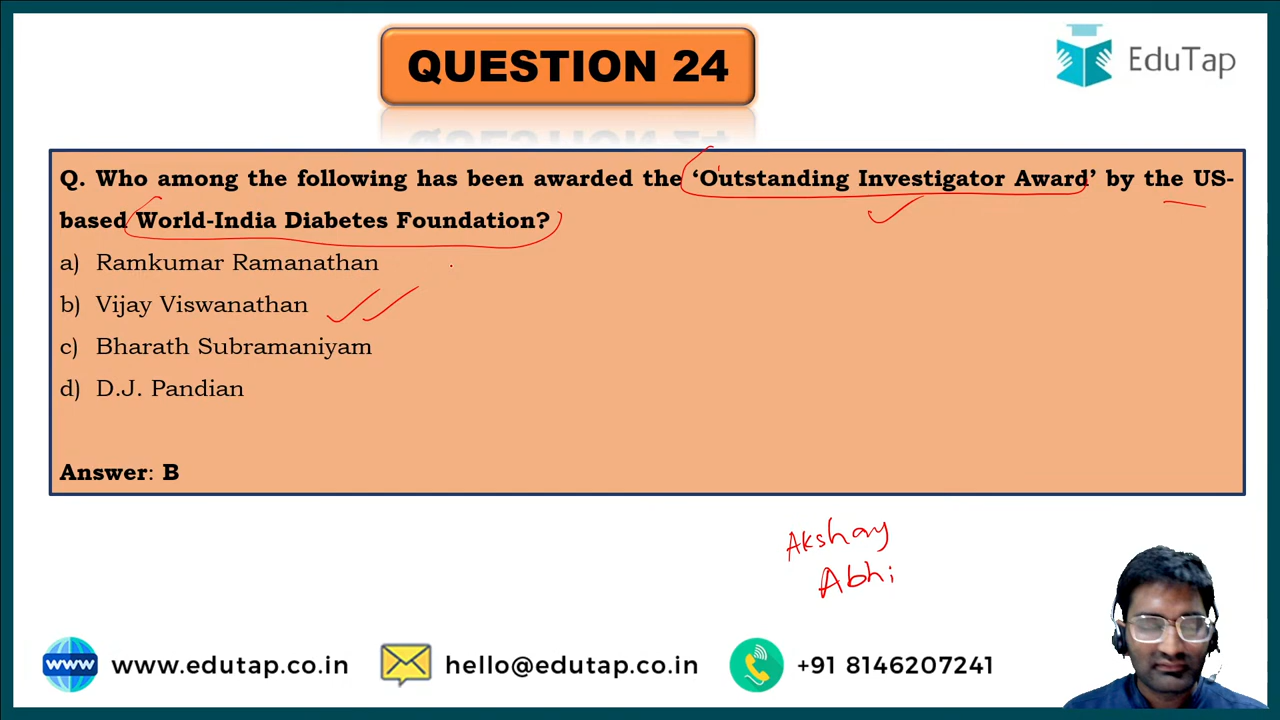 QUESTION 24
EduTap
Q. Who among the following has been awarded the ‘Outstanding Investigator Award’ by the US-
based World-India Diabetes Foundation?
a) Ramkumar Ramanathan
b) Vijay Viswanathan
c) Bharath Subramaniyam
d) D.J. Pandian
Answer: B
Akshay
Abhi
www www.edutap.co.in hello@edutap.co.in +91 8146207241